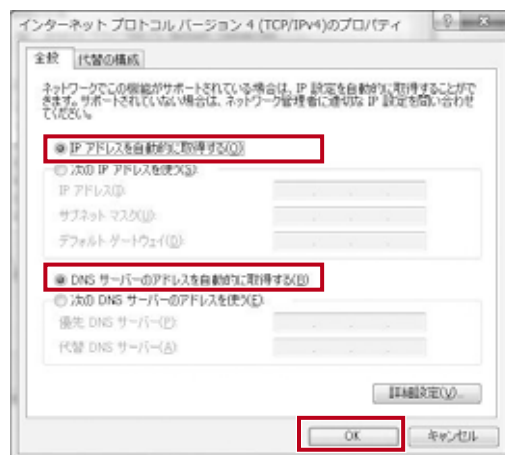 インターネット プロトコル バージョン 4 (TCP/IPv4)のプロパティ
全般
代替の構成
ネットワークでこの機能がサポートされている場合は、IP 設定を自動的に取得することがで
きます。サポートされていない場合は、ネットワーク管理者に適切な IP 設定を問い合わせ
てください。
IP アドレスを自動的に取得する(O)
次の IP アドレスを使う(S):
IP アドレス(I):
サブネット マスク(U):
デフォルト ゲートウェイ(D):
DNS サーバーのアドレスを自動的に取得する(B)
次の DNS サーバーのアドレスを使う(E):
優先 DNS サーバー(P):
代替 DNS サーバー(A):
詳細設定(V)...
OK
キャンセル